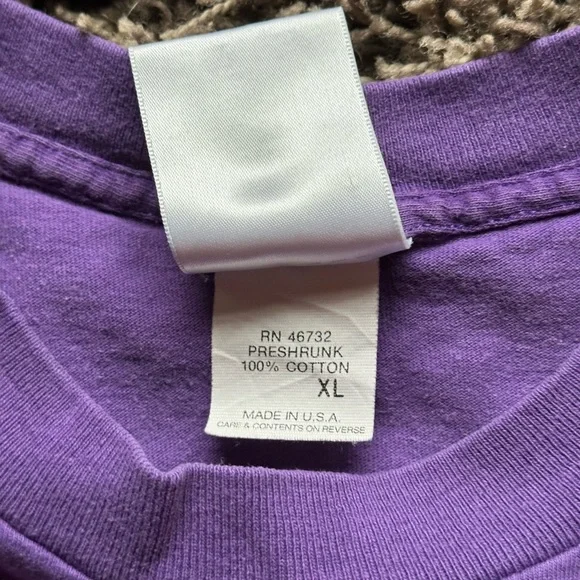 RN 46732
PRESHRUNK
100% COTTON
XL
MADE IN U.S.A.
CARE & CONTENTS ON REVERSE